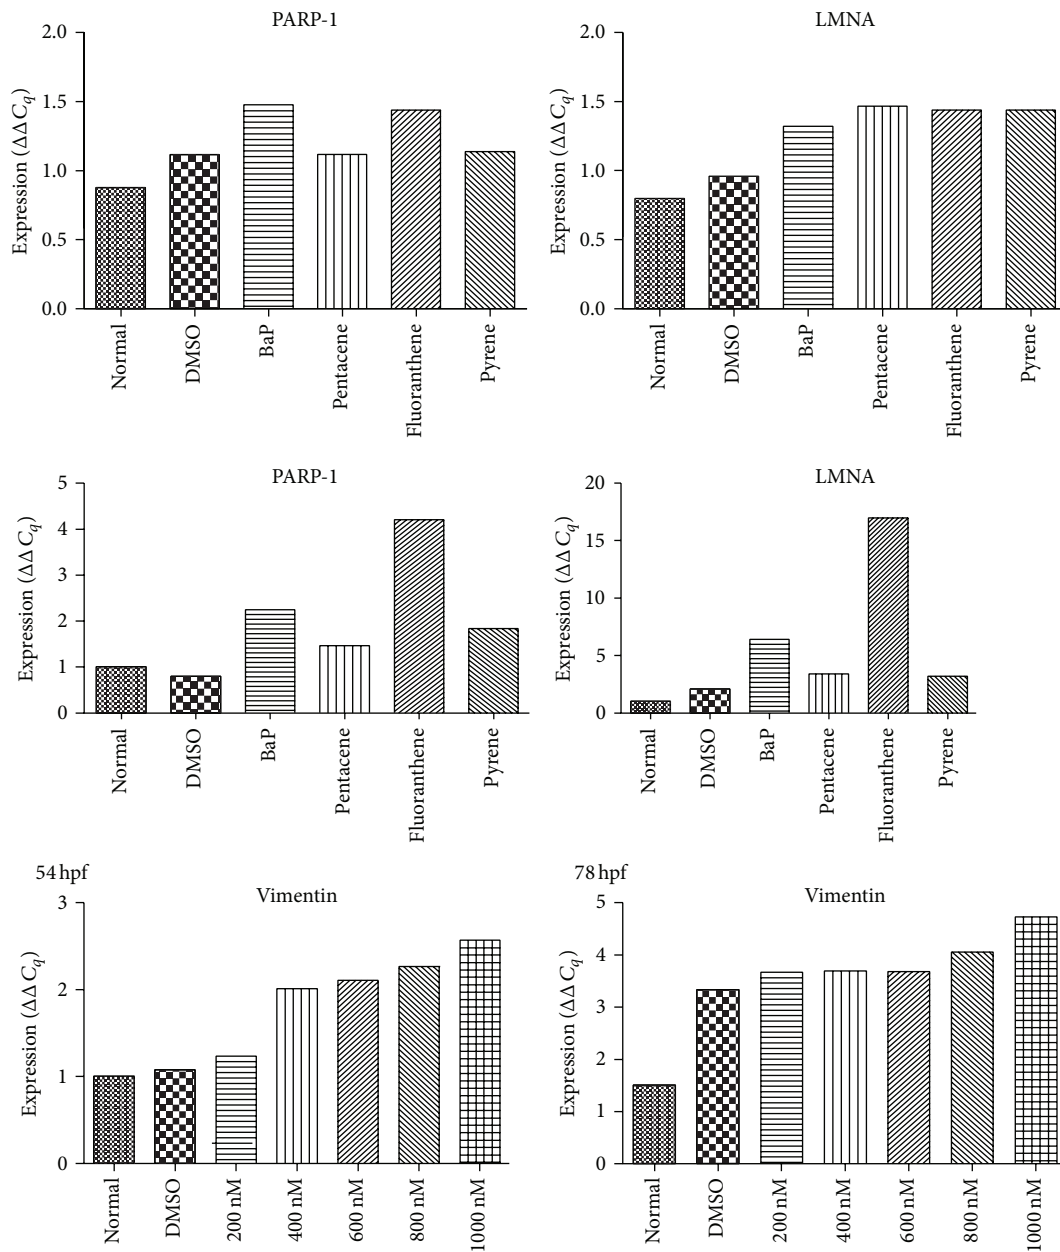 PARP-1
Expression (ΔΔCq)
2.0
1.5
1.0
0.5
0.0
Normal
DMSO
BaP
Pentacene
Fluoranthene
Pyrene
LMNA
Expression (ΔΔCq)
2.0
1.5
1.0
0.5
0.0
Normal
DMSO
BaP
Pentacene
Fluoranthene
Pyrene
PARP-1
Expression (ΔΔCq)
5
4
3
2
1
0
Normal
DMSO
BaP
Pentacene
Fluoranthene
Pyrene
LMNA
Expression (ΔΔCq)
20
15
10
5
0
Normal
DMSO
BaP
Pentacene
Fluoranthene
Pyrene
54 hpf
Vimentin
Expression (ΔΔCq)
3
2
1
0
Normal
DMSO
200 nM
400 nM
600 nM
800 nM
1000 nM
78 hpf
Vimentin
Expression (ΔΔCq)
5
4
3
2
1
0
Normal
DMSO
200 nM
400 nM
600 nM
800 nM
1000 nM